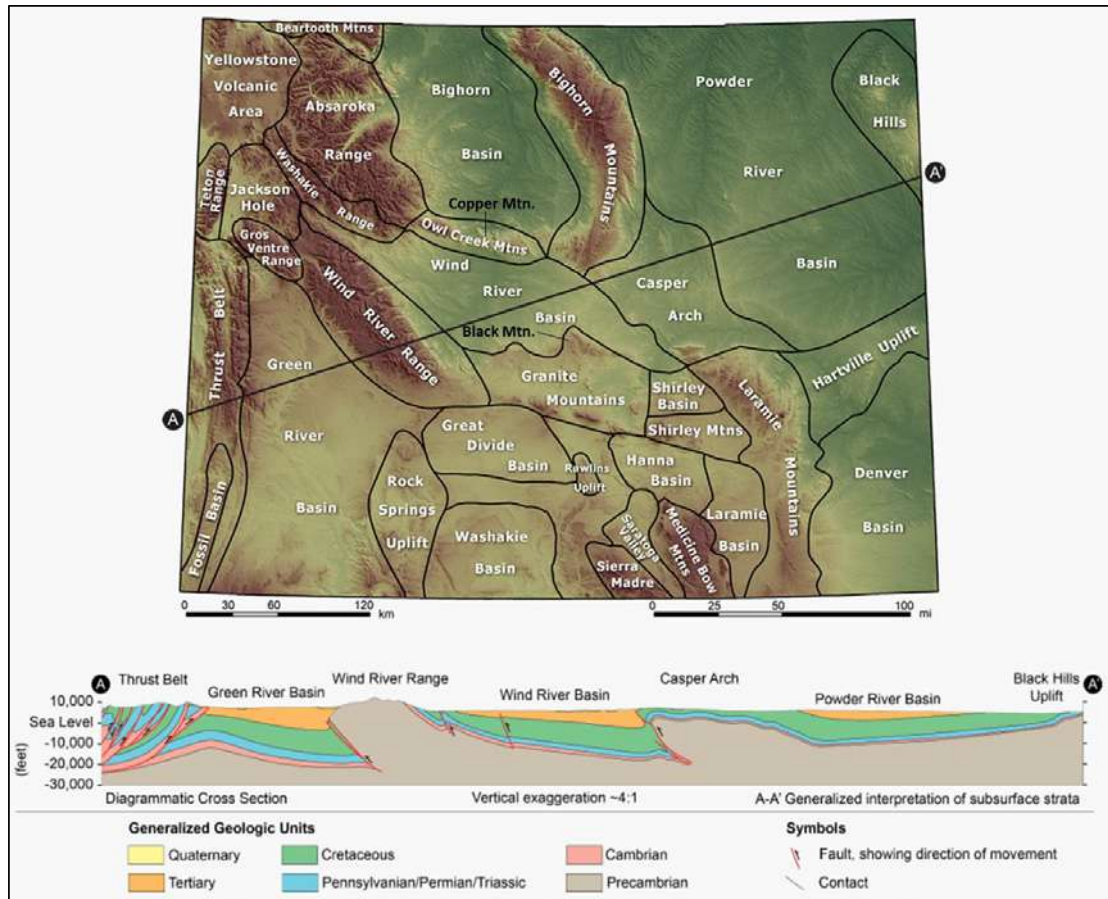 Beartooth Mtns
Yellowstone
Volcanic
Area
Absaroka
Range
Bighorn
Basin
Bighorn
Mountains
Powder
River
Basin
Black
Hills
A'
Teton
Range
Jackson
Hole
Washakie
Range
Copper Mtn.
Owl Creek Mtns
Gros
Ventre
Range
Wind
River
Range
Wind
River
Basin
Casper
Arch
Black Mtn.
Thrust Belt
Green
River
Basin
Granite
Mountains
Shirley
Basin
Shirley Mtns
Laramie
Mountains
Hartville Uplift
A
Great
Divide
Basin
Rawlins
Uplift
Hanna
Basin
Rock
Springs
Uplift
Fossil Basin
Washakie
Basin
Saratoga
Valley
Sierra
Madre
Medicine Bow
Mtns
Laramie
Basin
Denver
Basin
0 30 60 120
km
0 25 50 100
mi
A Thrust Belt Green River Basin Wind River Range Wind River Basin Casper Arch Powder River Basin Black Hills Uplift A'
10,000
Sea Level
-10,000
-20,000
-30,000
(feet)
Diagrammatic Cross Section Vertical exaggeration ~4:1 A-A' Generalized interpretation of subsurface strata
Generalized Geologic Units Symbols
Quaternary Cretaceous Cambrian Fault, showing direction of movement
Tertiary Pennsylvanian/Permian/Triassic Precambrian Contact